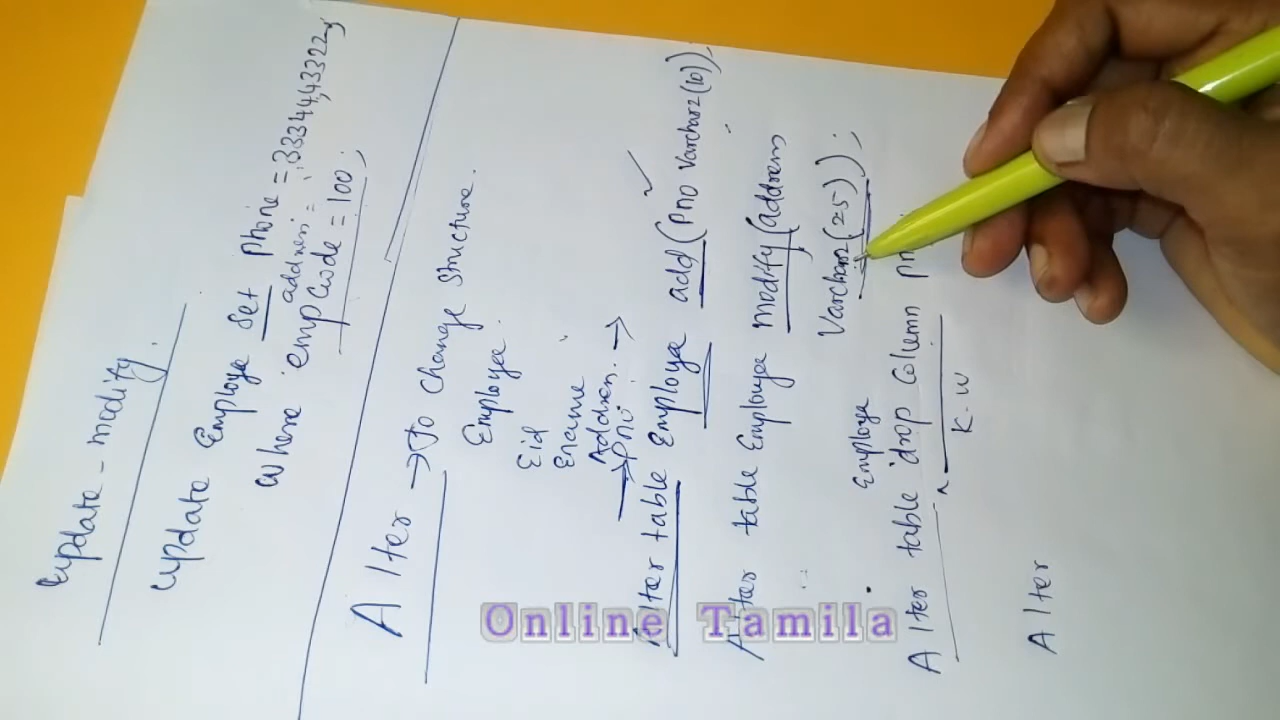 Update - modify.
Update Employe Set Phone = 3334443322,
address = ' '
where empCode = 100;
Alter → To Change Structure.
Employee.
Eid
Ename
Address. →
→ Pno
Alter table Employe add (Pno Varchar2(10));
Alter table Employee modify (address
Varchar2(25));
Employe
Alter table drop Column
K.W
Alter
Online Tamila